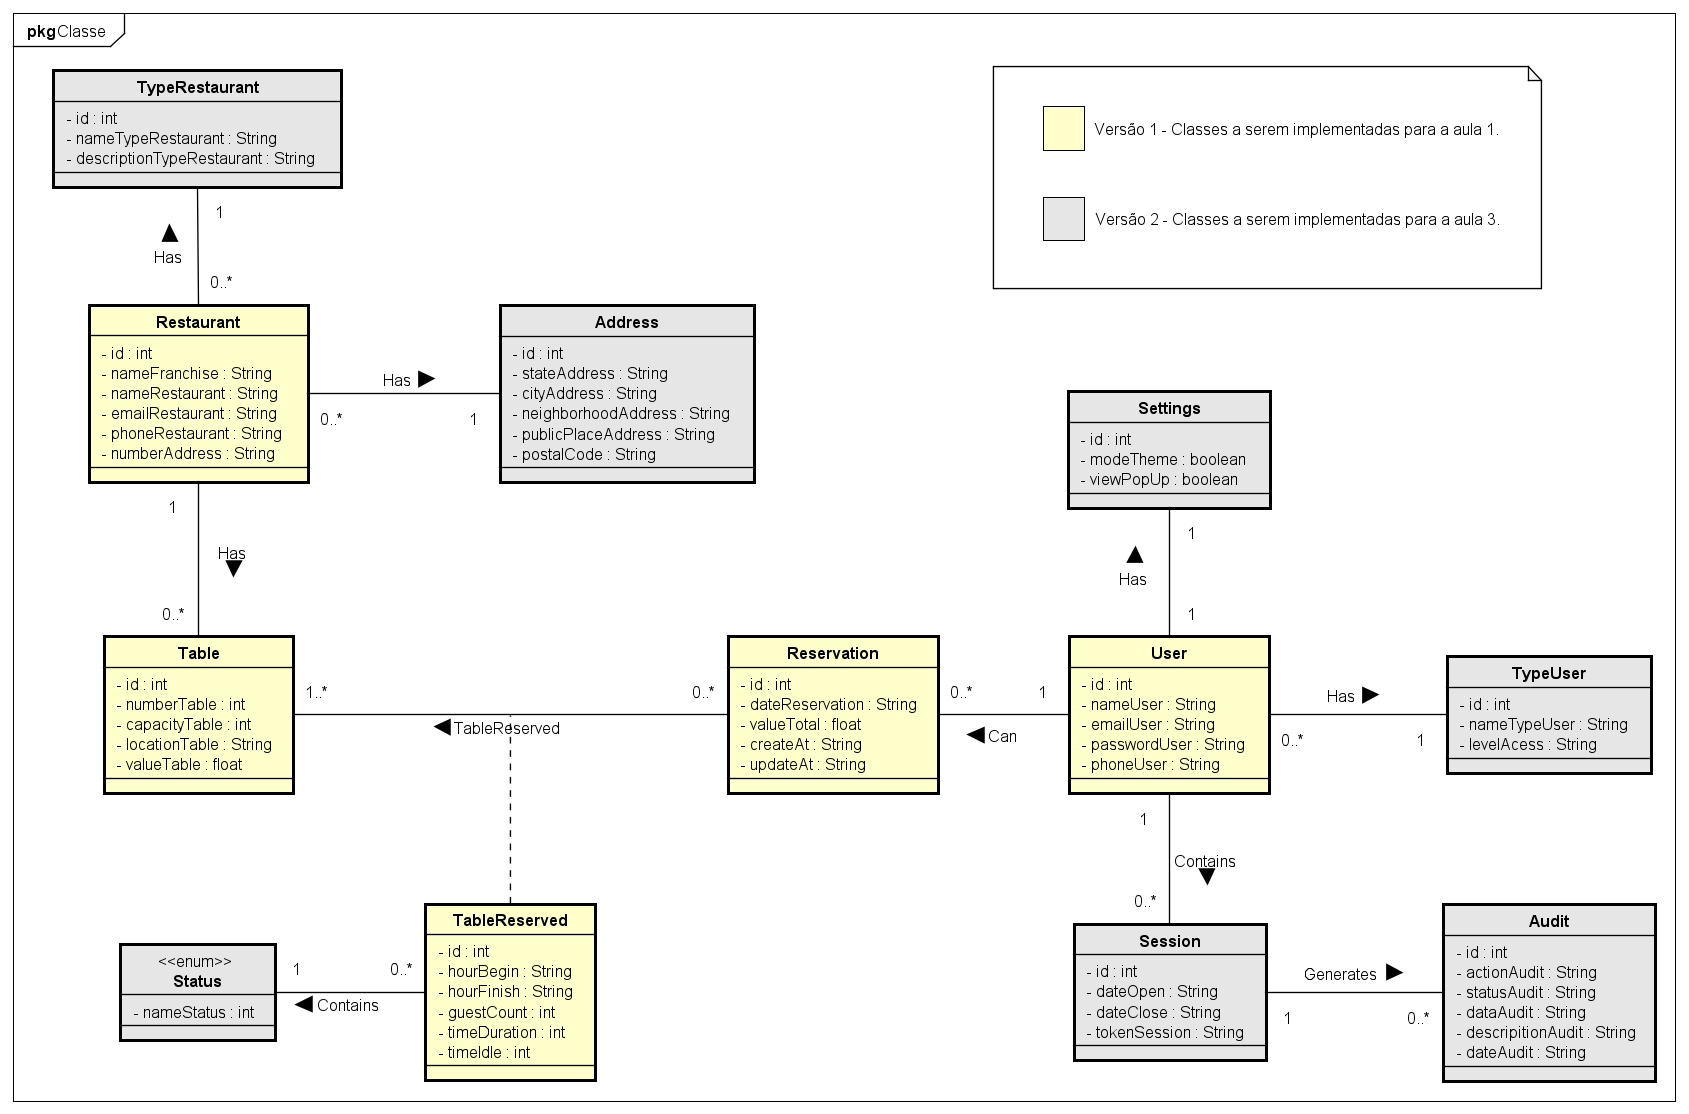 pkg Classe
TypeRestaurant
- id : int
- nameTypeRestaurant : String
- descriptionTypeRestaurant : String
Versão 1 - Classes a serem implementadas para a aula 1.
Versão 2 - Classes a serem implementadas para a aula 3.
1
Has
0..*
Restaurant
- id : int
- nameFranchise : String
- nameRestaurant : String
- emailRestaurant : String
- phoneRestaurant : String
- numberAddress : String
Has
0..*
1
Address
- id : int
- stateAddress : String
- cityAddress : String
- neighborhoodAddress : String
- publicPlaceAddress : String
- postalCode : String
Settings
- id : int
- modeTheme : boolean
- viewPopUp : boolean
1
Has
0..*
1
Has
1
Table
- id : int
- numberTable : int
- capacityTable : int
- locationTable : String
- valueTable : float
1..*
0..*
TableReserved
Reservation
- id : int
- dateReservation : String
- valueTotal : float
- createAt : String
- updateAt : String
0..*
1
Can
User
- id : int
- nameUser : String
- emailUser : String
- passwordUser : String
- phoneUser : String
Has
0..*
1
TypeUser
- id : int
- nameTypeUser : String
- levelAcess : String
1
Contains
0..*
<<enum>>
Status
- nameStatus : int
1
0..*
Contains
TableReserved
- id : int
- hourBegin : String
- hourFinish : String
- guestCount : int
- timeDuration : int
- timeIdle : int
Session
- id : int
- dateOpen : String
- dateClose : String
- tokenSession : String
Generates
1
0..*
Audit
- id : int
- actionAudit : String
- statusAudit : String
- dataAudit : String
- descripitionAudit : String
- dateAudit : String